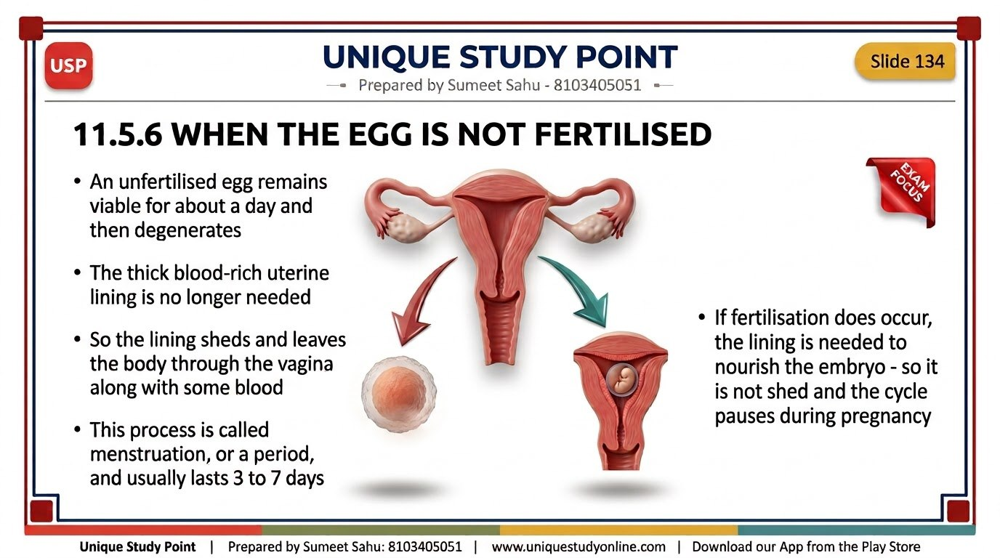 USP
UNIQUE STUDY POINT
Prepared by Sumeet Sahu - 8103405051
Slide 134
11.5.6 WHEN THE EGG IS NOT FERTILISED
EXAM
FOCUS
• An unfertilised egg remains
viable for about a day and
then degenerates
• The thick blood-rich uterine
lining is no longer needed
• So the lining sheds and leaves
the body through the vagina
along with some blood
• This process is called
menstruation, or a period,
and usually lasts 3 to 7 days
• If fertilisation does occur,
the lining is needed to
nourish the embryo - so it
is not shed and the cycle
pauses during pregnancy
Unique Study Point | Prepared by Sumeet Sahu: 8103405051 | www.uniquestudyonline.com | Download our App from the Play Store